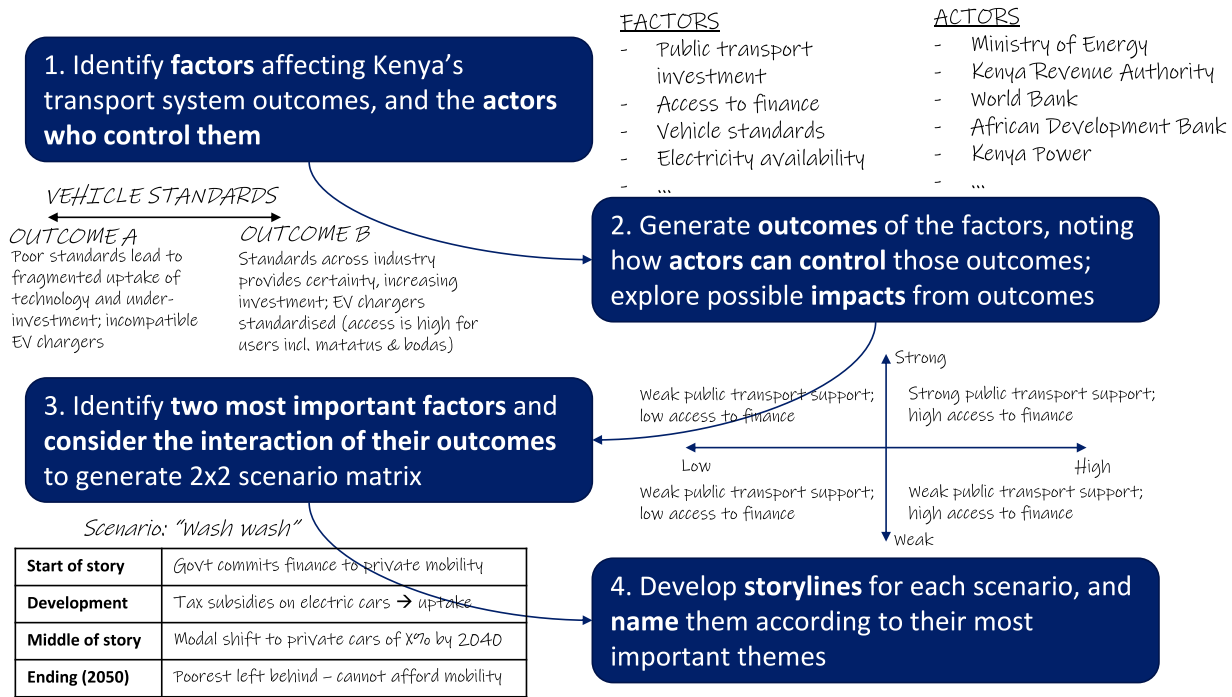 1. Identify factors affecting Kenya's
transport system outcomes, and the actors
who control them
FACTORS
- Public transport
investment
- Access to finance
- Vehicle standards
- Electricity availability
- ...
ACTORS
- Ministry of Energy
- Kenya Revenue Authority
- World Bank
- African Development Bank
- Kenya Power
- ...
VEHICLE STANDARDS
OUTCOME A
Poor standards lead to
fragmented uptake of
technology and under-
investment; incompatible
EV chargers
OUTCOME B
Standards across industry
provides certainty, increasing
investment; EV chargers
standardised (access is high for
users incl. matatus & bodas)
2. Generate outcomes of the factors, noting
how actors can control those outcomes;
explore possible impacts from outcomes
3. Identify two most important factors and
consider the interaction of their outcomes
to generate 2x2 scenario matrix
Strong
Weak public transport support;
low access to finance
Strong public transport support;
high access to finance
Low
High
Weak public transport support;
low access to finance
Weak public transport support;
high access to finance
Weak
Scenario: "Wash wash"
Start of story Govt commits finance to private mobility
Development Tax subsidies on electric cars → uptake
Middle of story Modal shift to private cars of X% by 2040
Ending (2050) Poorest left behind – cannot afford mobility
4. Develop storylines for each scenario, and
name them according to their most
important themes